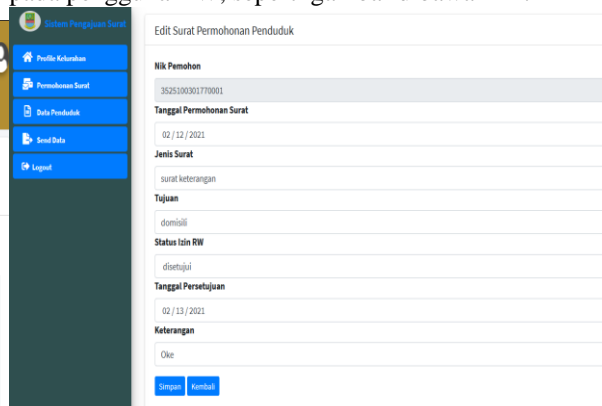 Sistem Pengajuan Surat
Profile Kelurahan
Permohonan Surat
Data Penduduk
Send Data
Logout
Edit Surat Permohonan Penduduk
Nik Pemohon
3525100301770001
Tanggal Permohonan Surat
02 / 12 / 2021
Jenis Surat
surat keterangan
Tujuan
domisili
Status Izin RW
disetujui
Tanggal Persetujuan
02 / 13 / 2021
Keterangan
Oke
Simpan Kembali